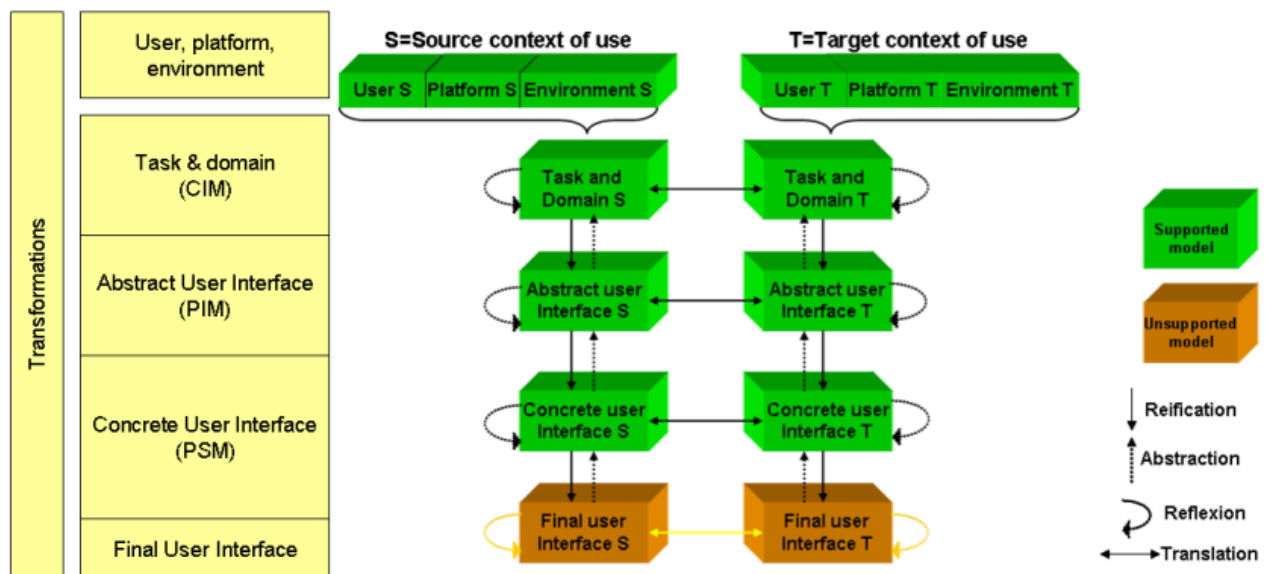 Transformations
User, platform,
environment
Task & domain
(CIM)
Abstract User Interface
(PIM)
Concrete User Interface
(PSM)
Final User Interface
S=Source context of use
User S
Platform S
Environment S
T=Target context of use
User T
Platform T
Environment T
Task and
Domain S
Task and
Domain T
Abstract user
Interface S
Abstract user
Interface T
Concrete user
Interface S
Concrete user
Interface T
Final user
Interface S
Final user
Interface T
Supported
model
Unsupported
model
Reification
Abstraction
Reflexion
Translation